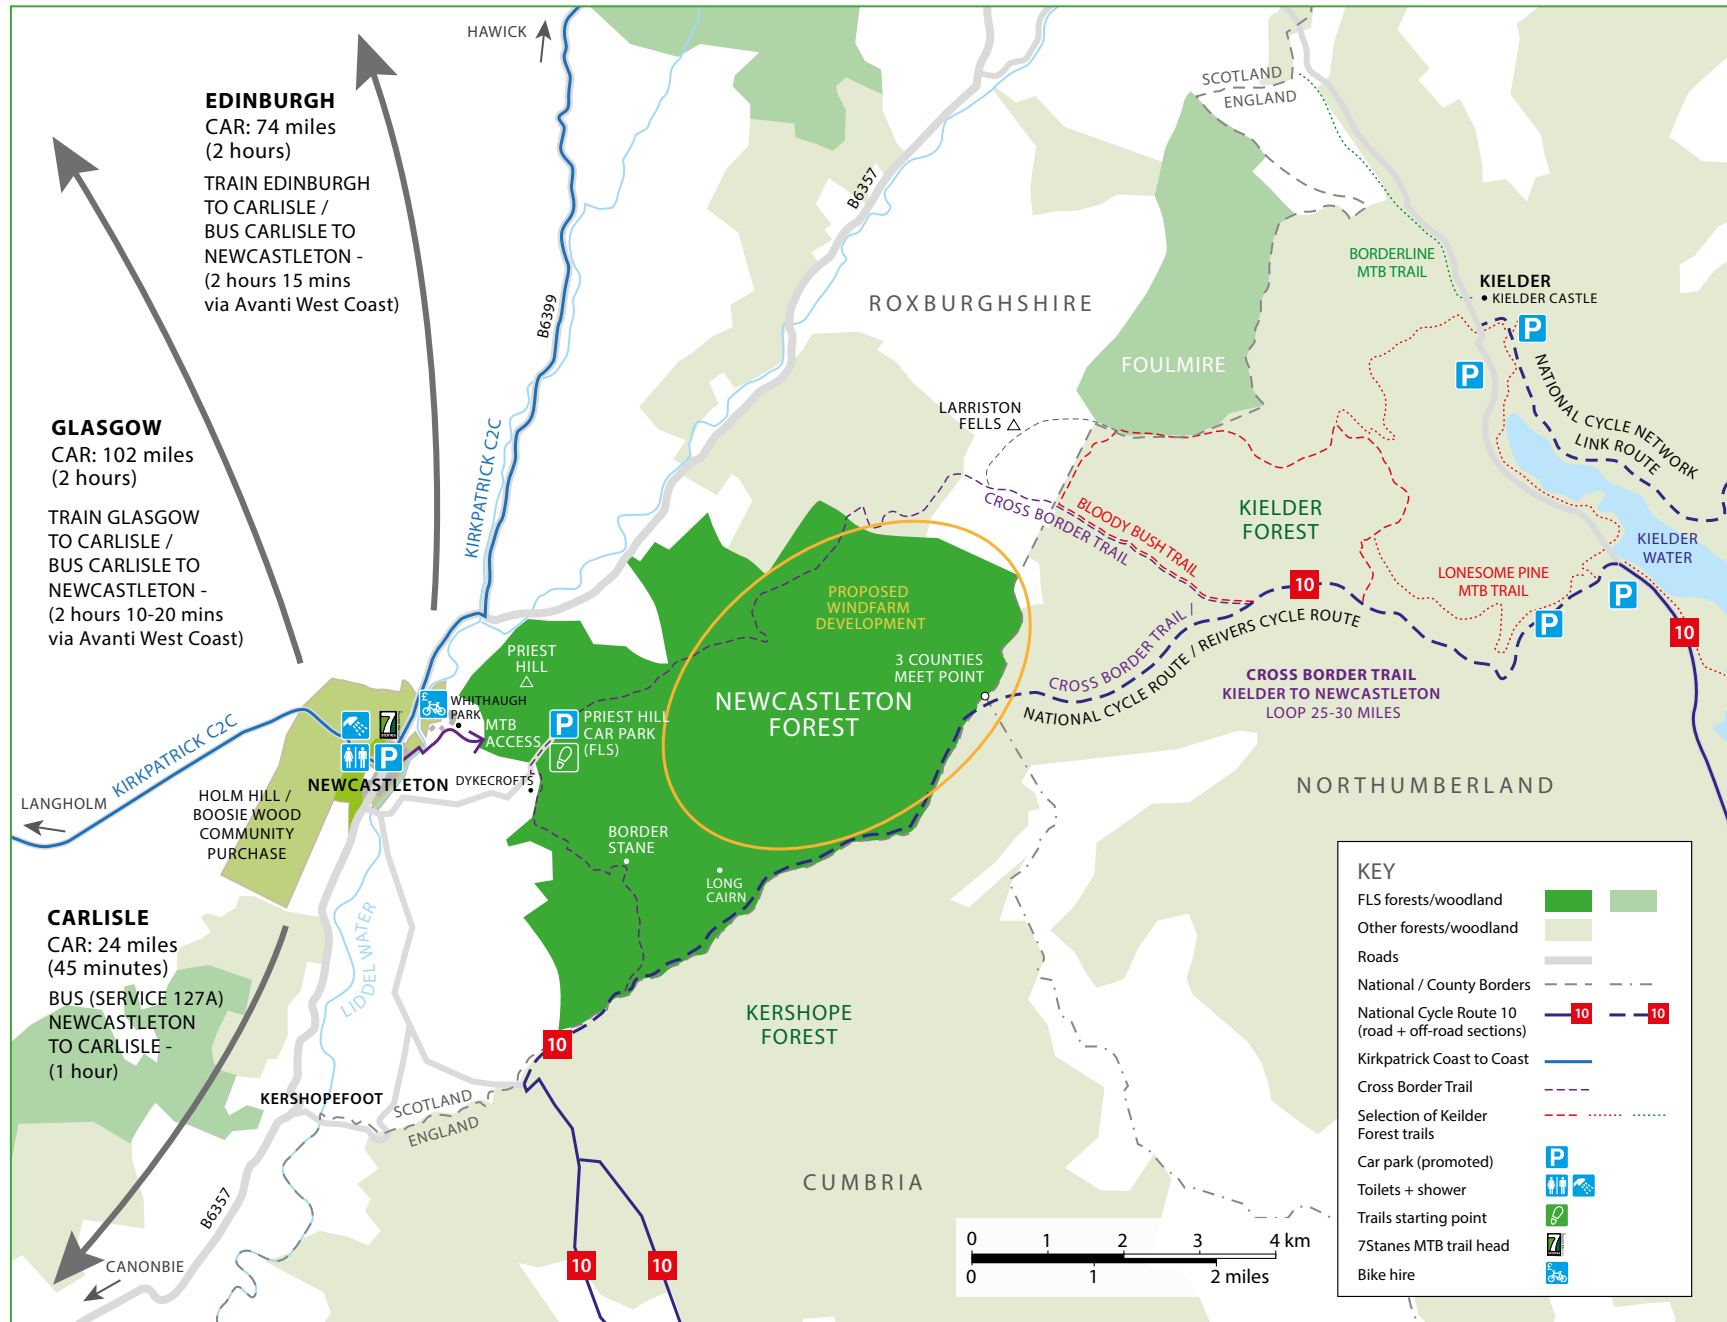 HAWICK
EDINBURGH
CAR: 74 miles
(2 hours)
TRAIN EDINBURGH
TO CARLISLE /
BUS CARLISLE TO
NEWCASTLETON -
(2 hours 15 mins
via Avanti West Coast)
SCOTLAND
ENGLAND
B6357
B6399
ROXBURGHSHIRE
BORDERLINE
MTB TRAIL
KIELDER
KIELDER CASTLE
P
P
FOULMIRE
NATIONAL CYCLE NETWORK
LINK ROUTE
LARRISTON
FELLS
GLASGOW
CAR: 102 miles
(2 hours)
TRAIN GLASGOW
TO CARLISLE /
BUS CARLISLE TO
NEWCASTLETON -
(2 hours 10-20 mins
via Avanti West Coast)
KIRKPATRICK C2C
CROSS BORDER TRAIL
BLOODY BUSH TRAIL
KIELDER
FOREST
KIELDER
WATER
LONESOME PINE
MTB TRAIL
10
P
P
10
PROPOSED
WINDFARM
DEVELOPMENT
CROSS BORDER TRAIL /
NATIONAL CYCLE ROUTE / REIVERS CYCLE ROUTE
3 COUNTIES
MEET POINT
CROSS BORDER TRAIL
KIELDER TO NEWCASTLETON
LOOP 25-30 MILES
PRIEST
HILL
NEWCASTLETON
FOREST
£
WHITHAUGH
PARK
MTB
ACCESS
P
PRIEST HILL
CAR PARK
(FLS)
7
stanes
P
KIRKPATRICK C2C
NEWCASTLETON
DYKECROFTS
LANGHOLM
HOLM HILL /
BOOSIE WOOD
COMMUNITY
PURCHASE
NORTHUMBERLAND
BORDER
STANE
LONG
CAIRN
CARLISLE
CAR: 24 miles
(45 minutes)
BUS (SERVICE 127A)
NEWCASTLETON
TO CARLISLE -
(1 hour)
LIDDEL WATER
KERSHOPE
FOREST
10
KERSHOPEFOOT
SCOTLAND
ENGLAND
CUMBRIA
B6357
CANONBIE
10
10
0 1 2 3 4 km
0 1 2 miles
KEY
FLS forests/woodland
Other forests/woodland
Roads
National / County Borders
National Cycle Route 10
(road + off-road sections)
10
10
Kirkpatrick Coast to Coast
Cross Border Trail
Selection of Keilder
Forest trails
Car park (promoted)
P
Toilets + shower
Trails starting point
7Stanes MTB trail head
7
stanes
Bike hire
£